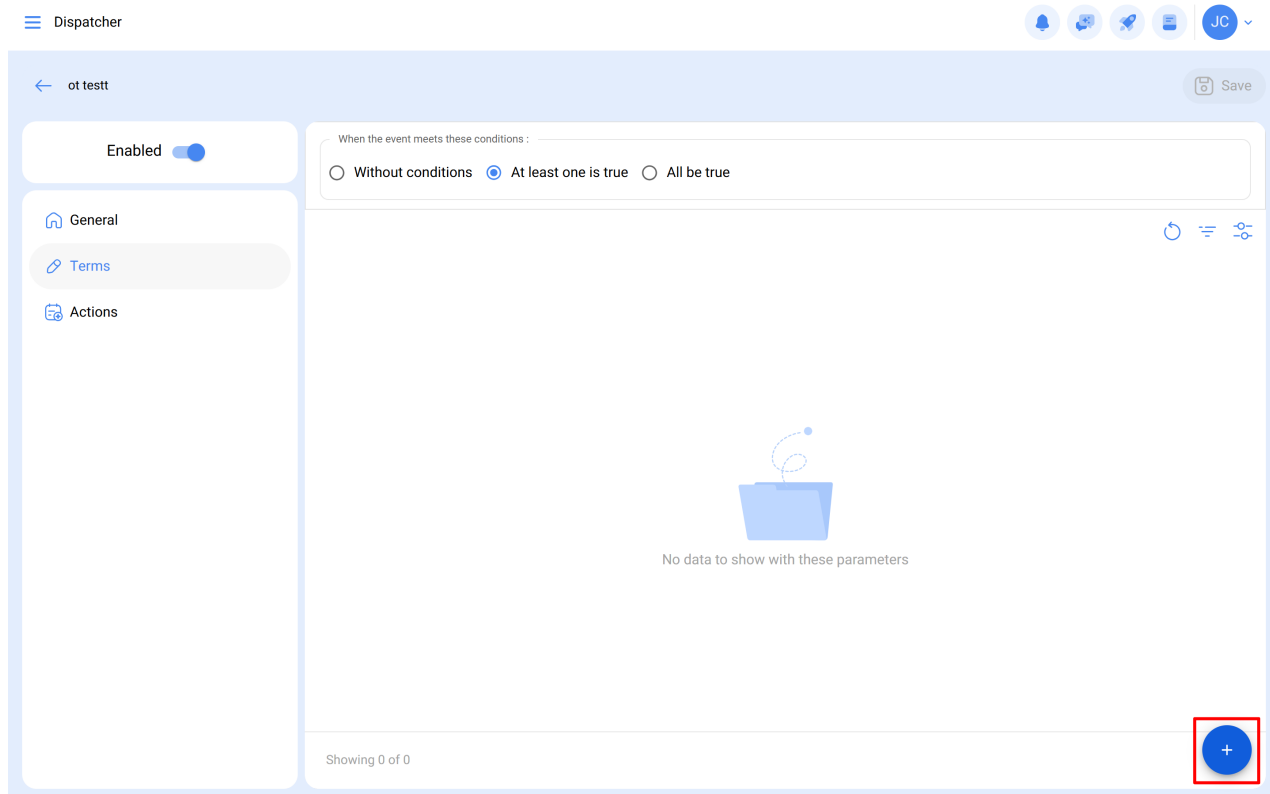 Dispatcher
JC
ot testt
Save
Enabled
When the event meets these conditions :
Without conditions
At least one is true
All be true
General
Terms
Actions
No data to show with these parameters
Showing 0 of 0
+